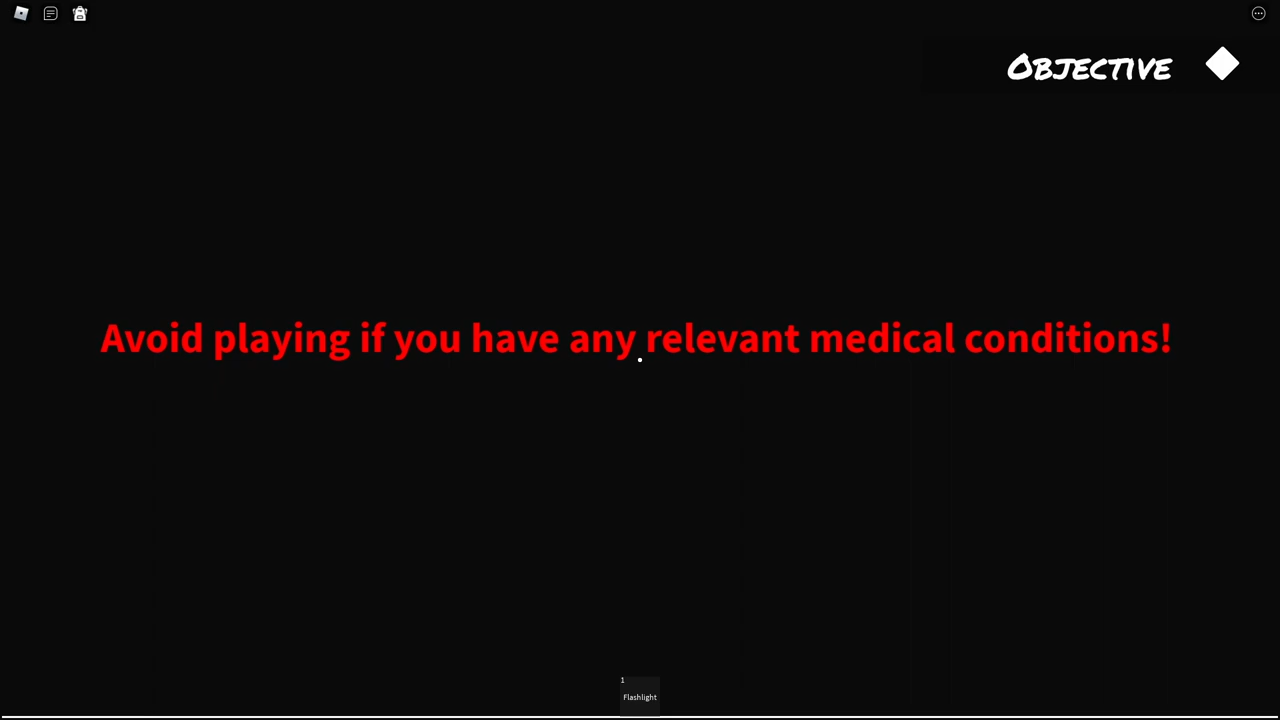 Objective
Avoid playing if you have any relevant medical conditions!
1
Flashlight